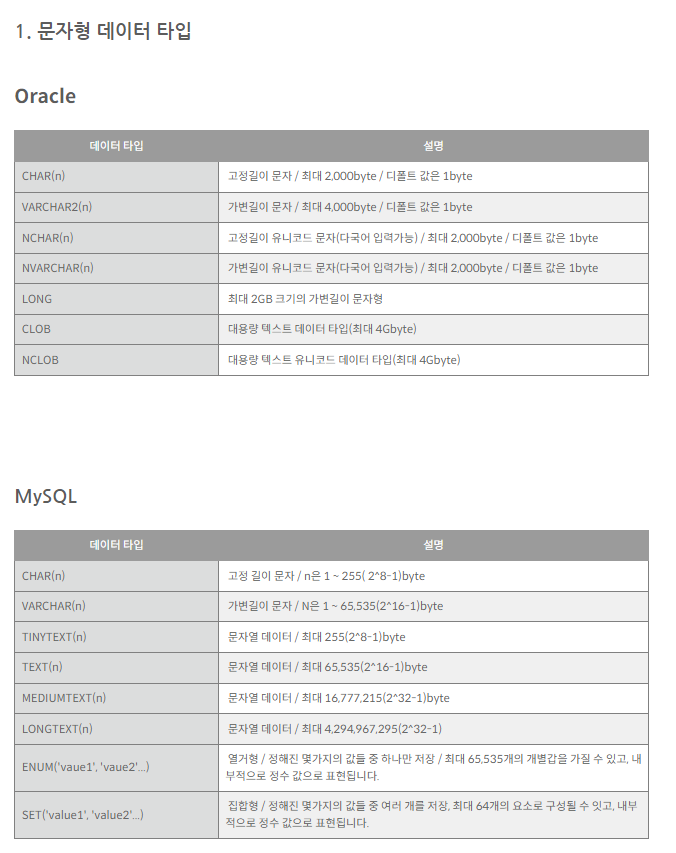 1. 문자형 데이터 타입
Oracle
데이터 타입 설명
CHAR(n) 고정길이 문자 / 최대 2,000byte / 디폴트 값은 1byte
VARCHAR2(n) 가변길이 문자 / 최대 4,000byte / 디폴트 값은 1byte
NCHAR(n) 고정길이 유니코드 문자(다국어 입력가능) / 최대 2,000byte / 디폴트 값은 1byte
NVARCHAR(n) 가변길이 유니코드 문자(다국어 입력가능) / 최대 2,000byte / 디폴트 값은 1byte
LONG 최대 2GB 크기의 가변길이 문자형
CLOB 대용량 텍스트 데이터 타입(최대 4Gbyte)
NCLOB 대용량 텍스트 유니코드 데이터 타입(최대 4Gbyte)
MySQL
데이터 타입 설명
CHAR(n) 고정 길이 문자 / n은 1 ~ 255( 2^8-1)byte
VARCHAR(n) 가변길이 문자 / N은 1 ~ 65,535(2^16-1)byte
TINYTEXT(n) 문자열 데이터 / 최대 255(2^8-1)byte
TEXT(n) 문자열 데이터 / 최대 65,535(2^16-1)byte
MEDIUMTEXT(n) 문자열 데이터 / 최대 16,777,215(2^32-1)byte
LONGTEXT(n) 문자열 데이터 / 최대 4,294,967,295(2^32-1)
ENUM('vaue1', 'vaue2'...) 열거형 / 정해진 몇가지의 값들 중 하나만 저장 / 최대 65,535개의 개별갑을 가질 수 있고, 내
부적으로 정수 값으로 표현됩니다.
SET('value1', 'value2'...) 집합형 / 정해진 몇가지의 값들 중 여러 개를 저장, 최대 64개의 요소로 구성될 수 잇고, 내부
적으로 정수 값으로 표현됩니다.